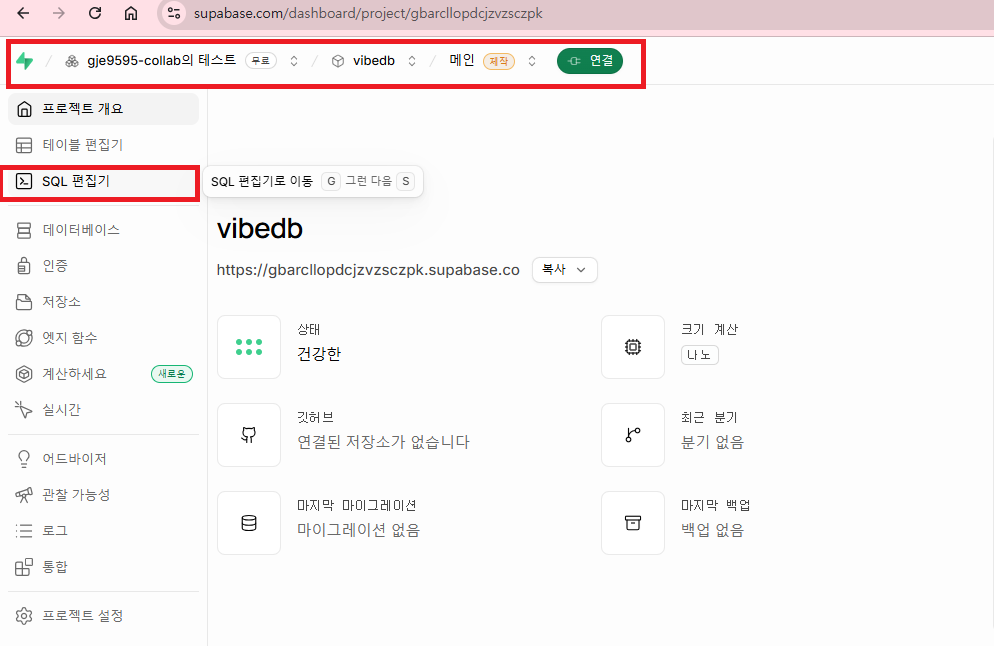 supabase.com/dashboard/project/gbarcllopdcjzvzsczpk
gje9595-collab의 테스트 무료 / vibedb / 메인 제작 연결
프로젝트 개요
테이블 편집기
SQL 편집기
SQL 편집기로 이동 G 그런 다음 S
데이터베이스
인증
저장소
엣지 함수
계산하세요 새로운
실시간
어드바이저
관찰 가능성
로그
통합
프로젝트 설정
vibedb
https://gbarcllopdcjzvzsczpk.supabase.co 복사
상태
건강한
크기 계산
나노
깃허브
연결된 저장소가 없습니다
최근 분기
분기 없음
마지막 마이그레이션
마이그레이션 없음
마지막 백업
백업 없음